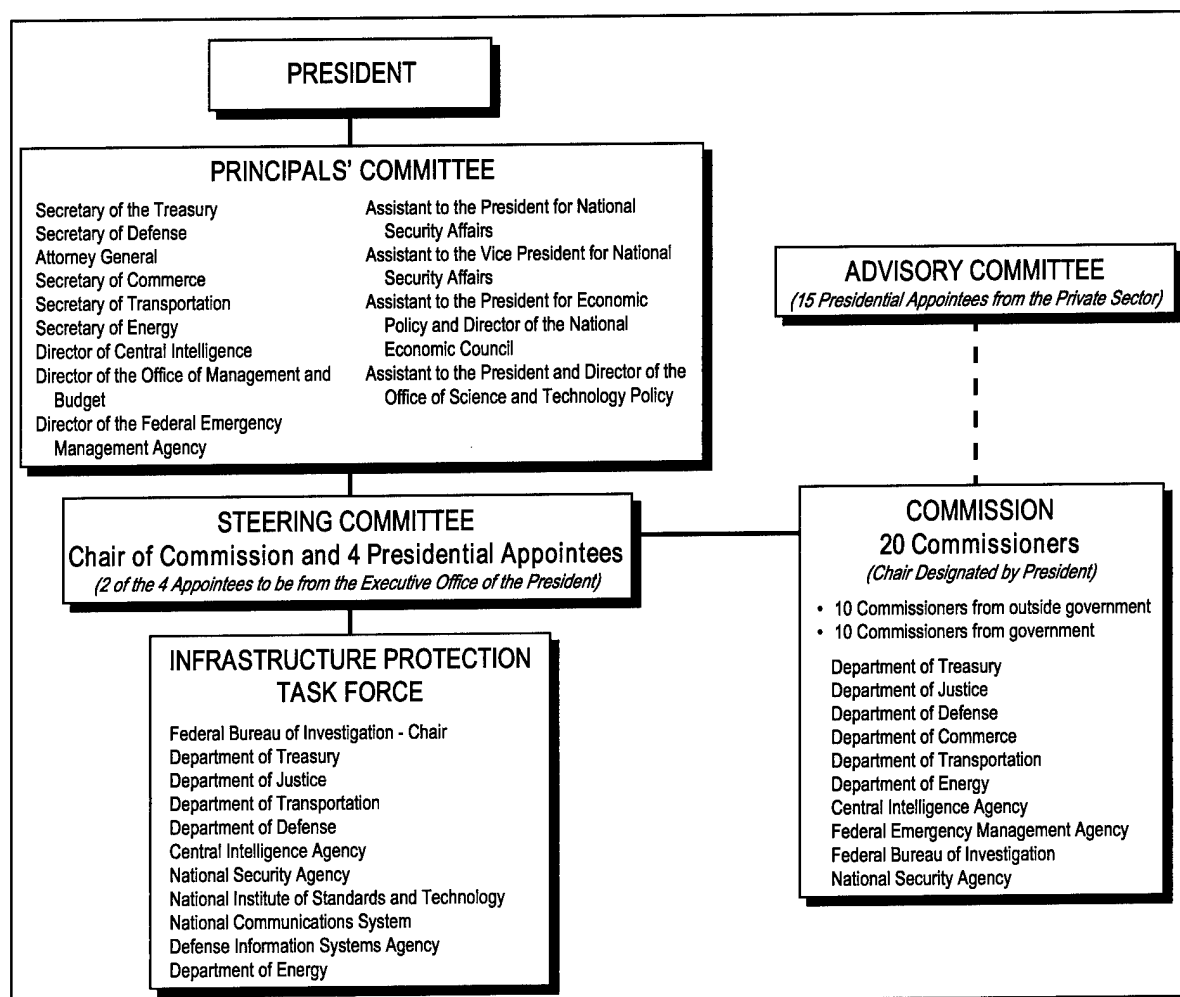 PRESIDENT
PRINCIPALS' COMMITTEE
Secretary of the Treasury
Secretary of Defense
Attorney General
Secretary of Commerce
Secretary of Transportation
Secretary of Energy
Director of Central Intelligence
Director of the Office of Management and
Budget
Director of the Federal Emergency
Management Agency
Assistant to the President for National
Security Affairs
Assistant to the Vice President for National
Security Affairs
Assistant to the President for Economic
Policy and Director of the National
Economic Council
Assistant to the President and Director of the
Office of Science and Technology Policy
ADVISORY COMMITTEE
(15 Presidential Appointees from the Private Sector)
STEERING COMMITTEE
Chair of Commission and 4 Presidential Appointees
(2 of the 4 Appointees to be from the Executive Office of the President)
COMMISSION
20 Commissioners
(Chair Designated by President)
• 10 Commissioners from outside government
• 10 Commissioners from government
Department of Treasury
Department of Justice
Department of Defense
Department of Commerce
Department of Transportation
Department of Energy
Central Intelligence Agency
Federal Emergency Management Agency
Federal Bureau of Investigation
National Security Agency
INFRASTRUCTURE PROTECTION
TASK FORCE
Federal Bureau of Investigation - Chair
Department of Treasury
Department of Justice
Department of Transportation
Department of Defense
Central Intelligence Agency
National Security Agency
National Institute of Standards and Technology
National Communications System
Defense Information Systems Agency
Department of Energy